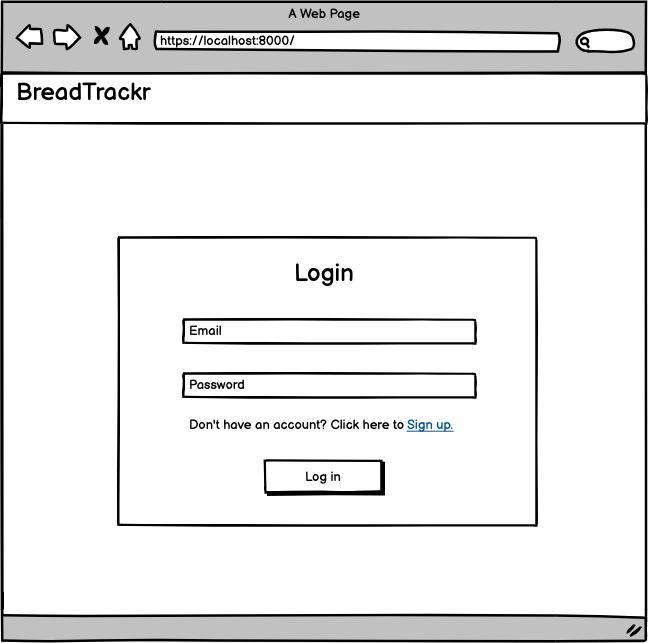 A Web Page
https://localhost:8000/
BreadTrackr
Login
Email
Password
Don't have an account? Click here to Sign up.
Log in